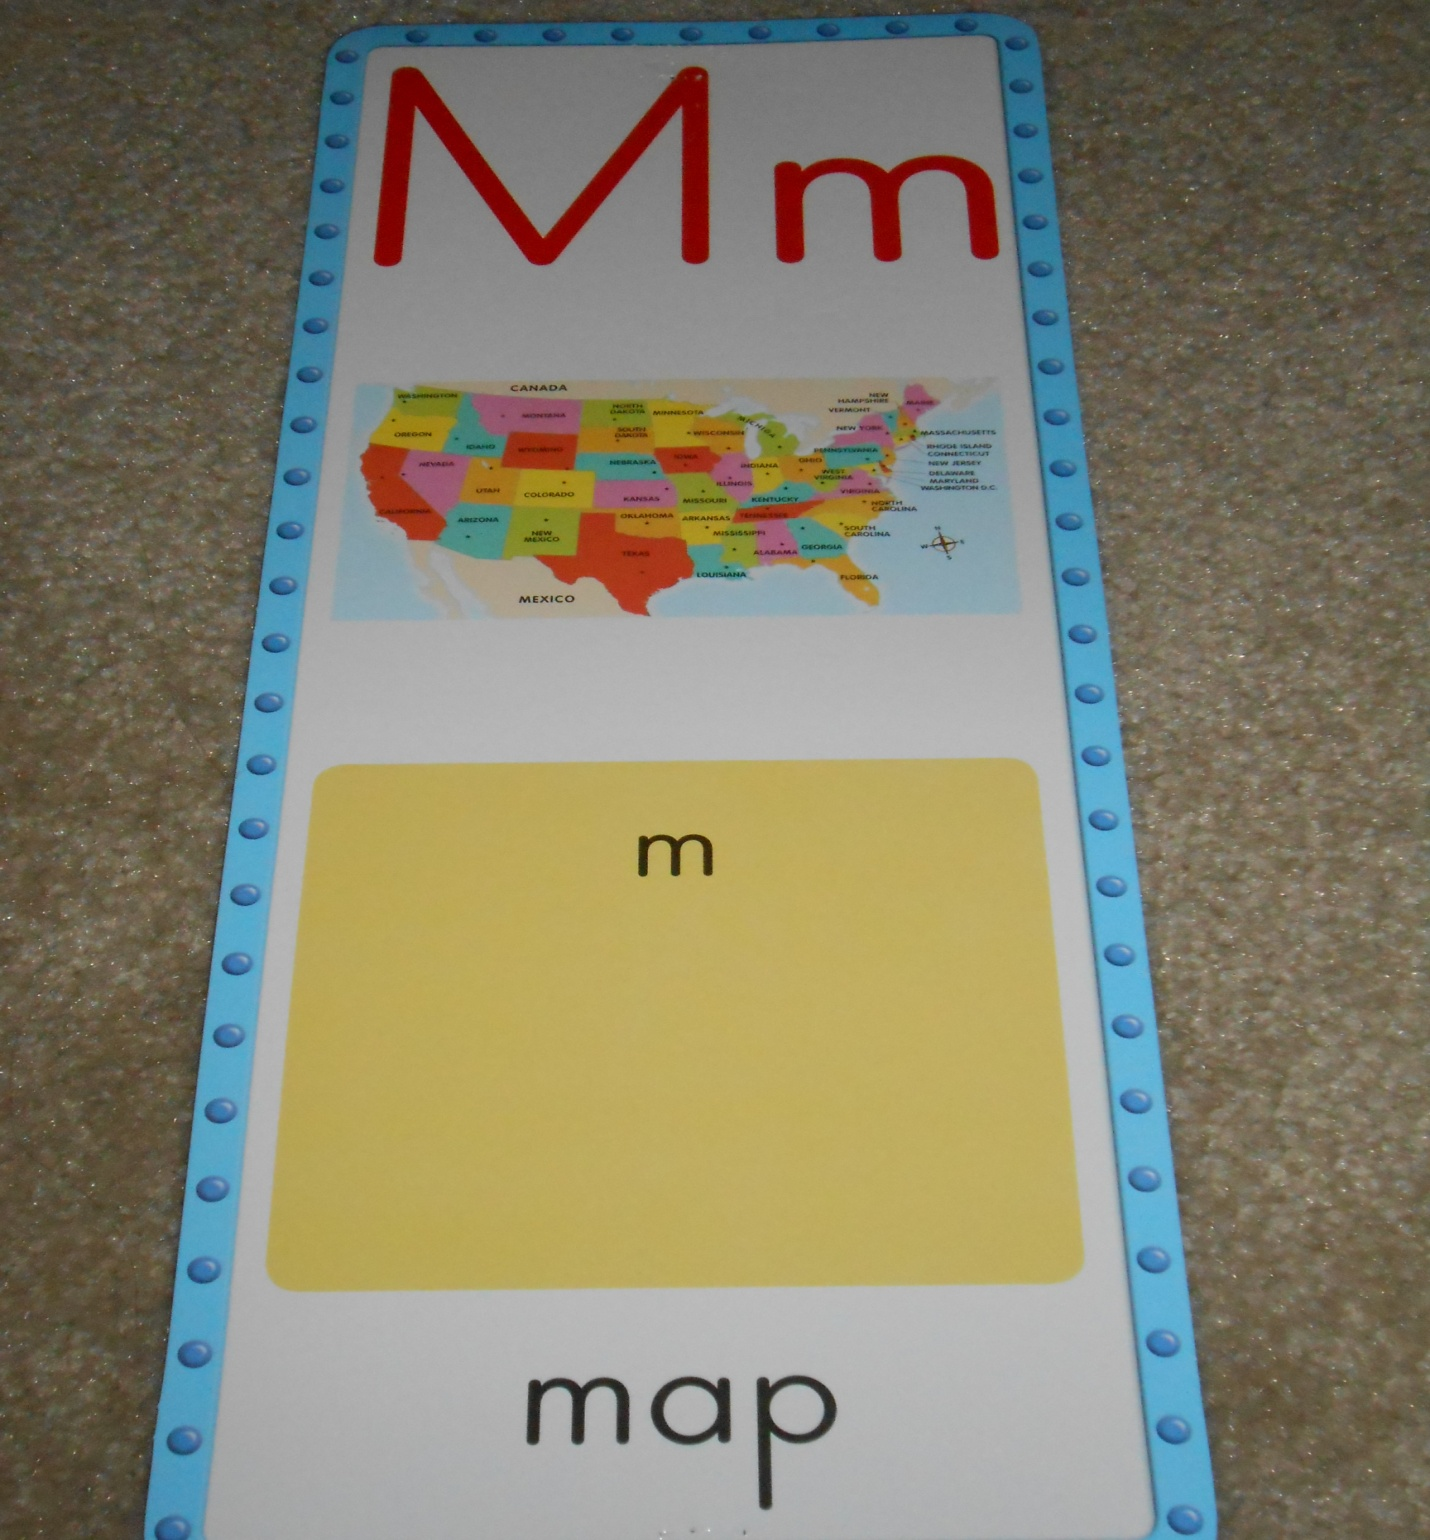 Mm
CANADA
WASHINGTON
MONTANA
NORTH
DAKOTA
MINNESOTA
MICHIGAN
NEW
HAMPSHIRE
VERMONT
MAINE
OREGON
IDAHO
WYOMING
SOUTH
DAKOTA
WISCONSIN
NEW YORK
MASSACHUSETTS
RHODE ISLAND
CONNECTICUT
NEW JERSEY
DELAWARE
MARYLAND
WASHINGTON D.C.
NEVADA
UTAH
COLORADO
NEBRASKA
IOWA
ILLINOIS
INDIANA
OHIO
PENNSYLVANIA
WEST
VIRGINIA
VIRGINIA
CALIFORNIA
ARIZONA
NEW
MEXICO
KANSAS
MISSOURI
KENTUCKY
NORTH
CAROLINA
OKLAHOMA
ARKANSAS
TENNESSEE
SOUTH
CAROLINA
TEXAS
MISSISSIPPI
ALABAMA
GEORGIA
LOUISIANA
FLORIDA
N
W E
S
MEXICO
m
map